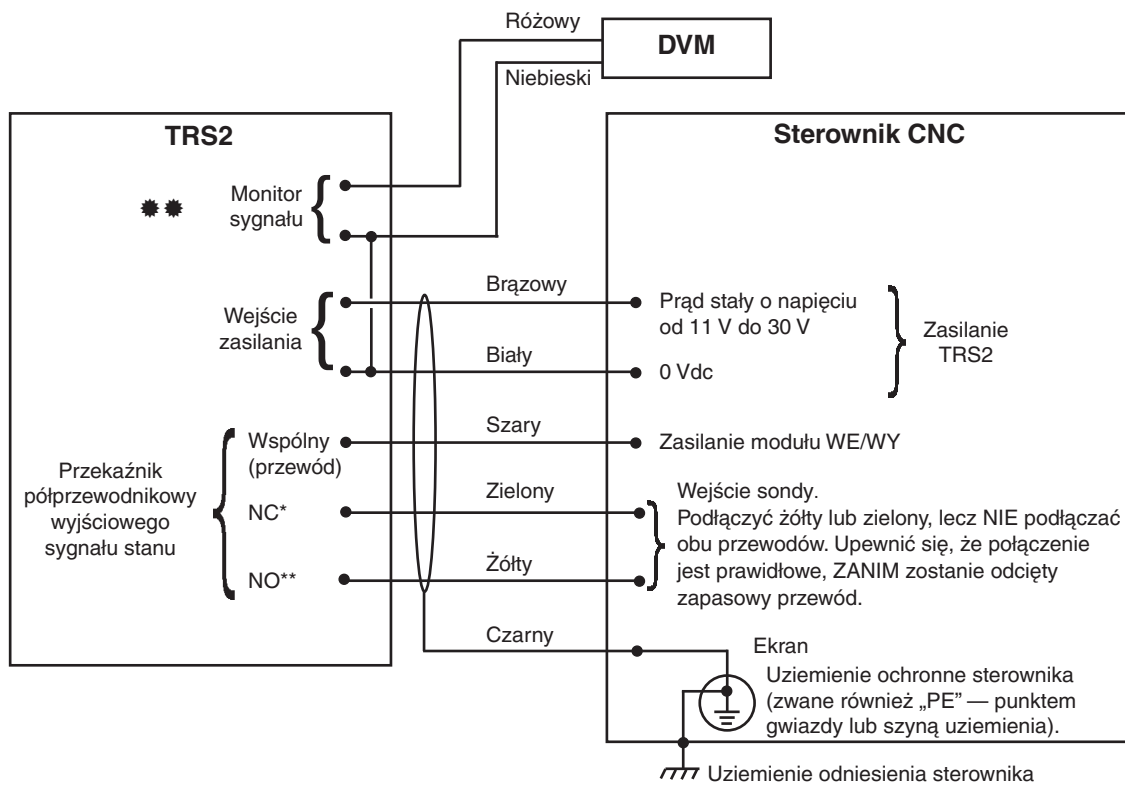 Różowy
DVM
Niebieski
TRS2
Sterownik CNC
Monitor
sygnału
Brązowy
Prąd stały o napięciu
od 11 V do 30 V
Wejście
zasilania
Zasilanie
TRS2
Biały
0 Vdc
Szary
Wspólny
(przewód)
Zasilanie modułu WE/WY
Przekaźnik
półprzewodnikowy
wyjściowego
sygnału stanu
Zielony
NC*
Wejście sondy.
Podłączyć żółty lub zielony, lecz NIE podłączać
obu przewodów. Upewnić się, że połączenie
jest prawidłowe, ZANIM zostanie odcięty
zapasowy przewód.
Żółty
NO**
Czarny
Ekran
Uziemienie ochronne sterownika
(zwane również „PE” — punktem
gwiazdy lub szyną uziemienia).
Uziemienie odniesienia sterownika